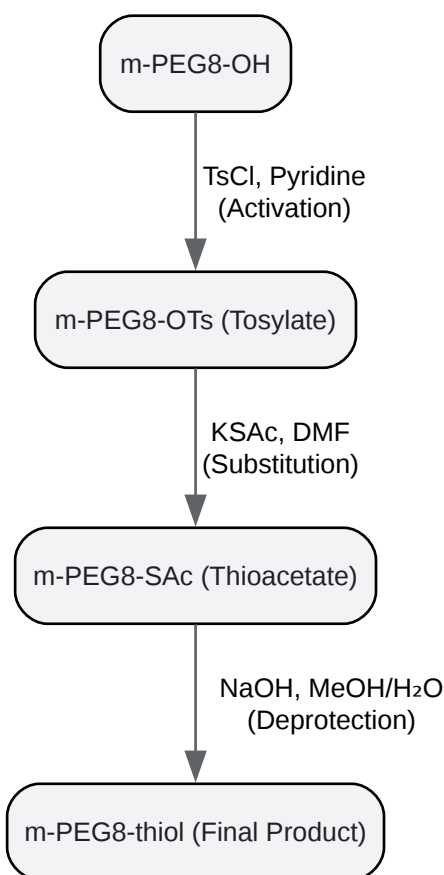 m-PEG8-OH
TsCl, Pyridine
(Activation)
m-PEG8-OTs (Tosylate)
KSAc, DMF
(Substitution)
m-PEG8-SAc (Thioacetate)
NaOH, MeOH/H₂O
(Deprotection)
m-PEG8-thiol (Final Product)